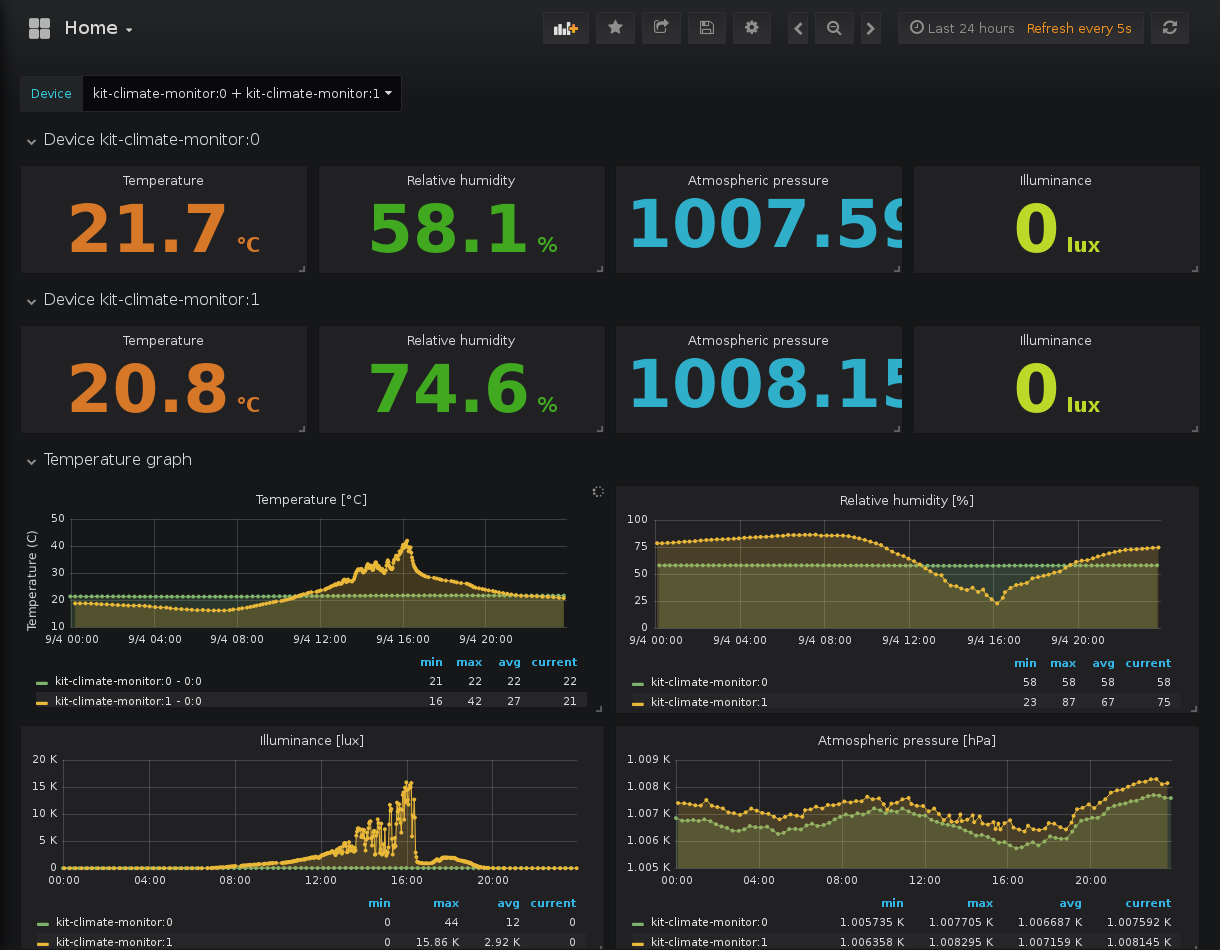 Home
Last 24 hours Refresh every 5s
Device kit-climate-monitor:0 + kit-climate-monitor:1
Device kit-climate-monitor:0
Temperature Relative humidity Atmospheric pressure Illuminance
21.7 °C 58.1 % 1007.59 0 lux
Device kit-climate-monitor:1
Temperature Relative humidity Atmospheric pressure Illuminance
20.8 °C 74.6 % 1008.15 0 lux
Temperature graph
Temperature [°C]
Temperature (C)
50
40
30
20
10
9/4 00:00 9/4 04:00 9/4 08:00 9/4 12:00 9/4 16:00 9/4 20:00
min max avg current
kit-climate-monitor:0 - 0:0 21 22 22 22
kit-climate-monitor:1 - 0:0 16 42 27 21
Relative humidity [%]
100
75
50
25
0
9/4 00:00 9/4 04:00 9/4 08:00 9/4 12:00 9/4 16:00 9/4 20:00
min max avg current
kit-climate-monitor:0 58 58 58 58
kit-climate-monitor:1 23 87 67 75
Illuminance [lux]
20 K
15 K
10 K
5 K
0
00:00 04:00 08:00 12:00 16:00 20:00
min max avg current
kit-climate-monitor:0 0 44 12 0
kit-climate-monitor:1 0 15.86 K 2.92 K 0
Atmospheric pressure [hPa]
1.009 K
1.008 K
1.007 K
1.006 K
1.005 K
00:00 04:00 08:00 12:00 16:00 20:00
min max avg current
kit-climate-monitor:0 1.005735 K 1.007705 K 1.006687 K 1.007592 K
kit-climate-monitor:1 1.006358 K 1.008295 K 1.007159 K 1.008145 K